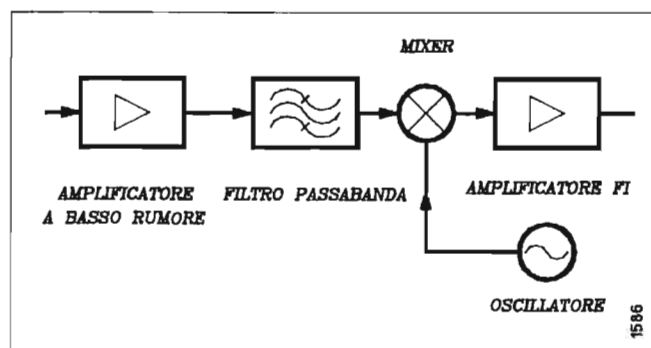 MIXER
AMPLIFICATORE
A BASSO RUMORE
FILTRO PASSABANDA
AMPLIFICATORE FI
OSCILLATORE
1586